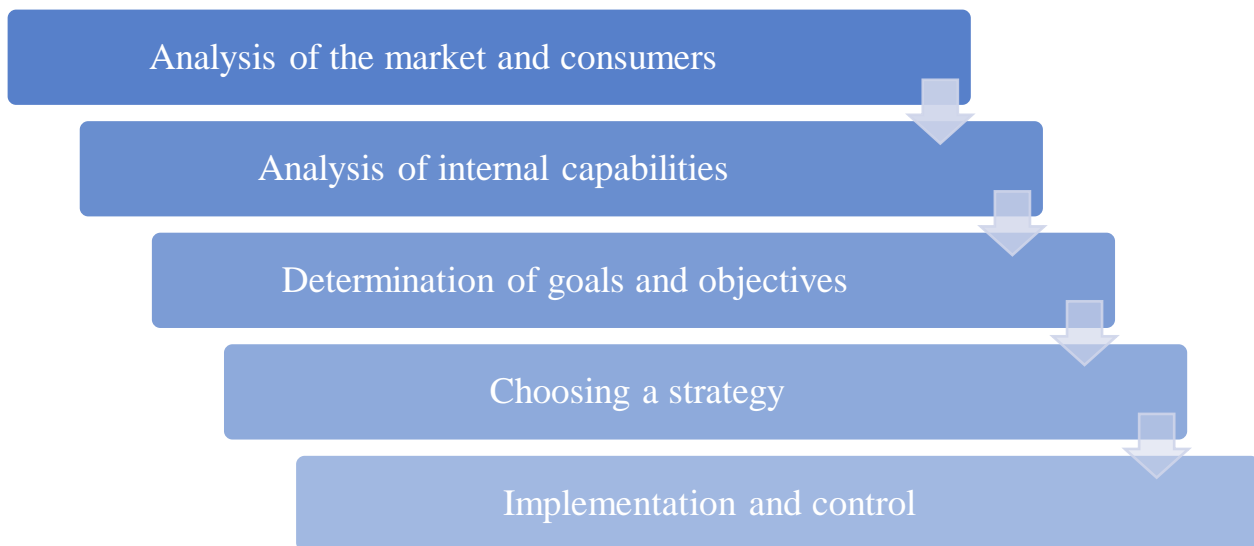 Analysis of the market and consumers
Analysis of internal capabilities
Determination of goals and objectives
Choosing a strategy
Implementation and control